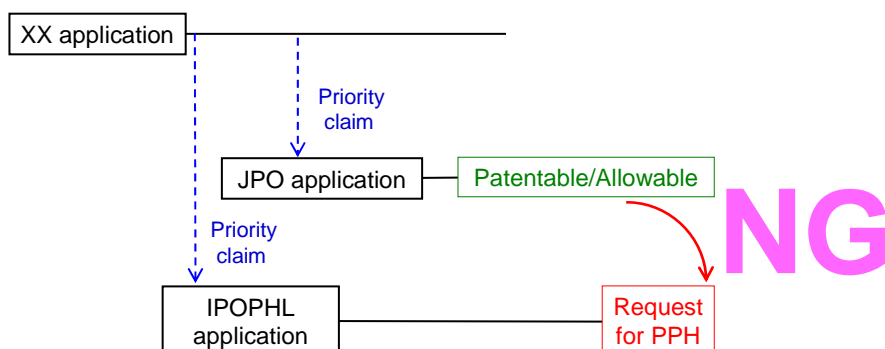 XX application
Priority
claim
JPO application
Patentable/Allowable
NG
Priority
claim
IPOPHL
application
Request
for PPH